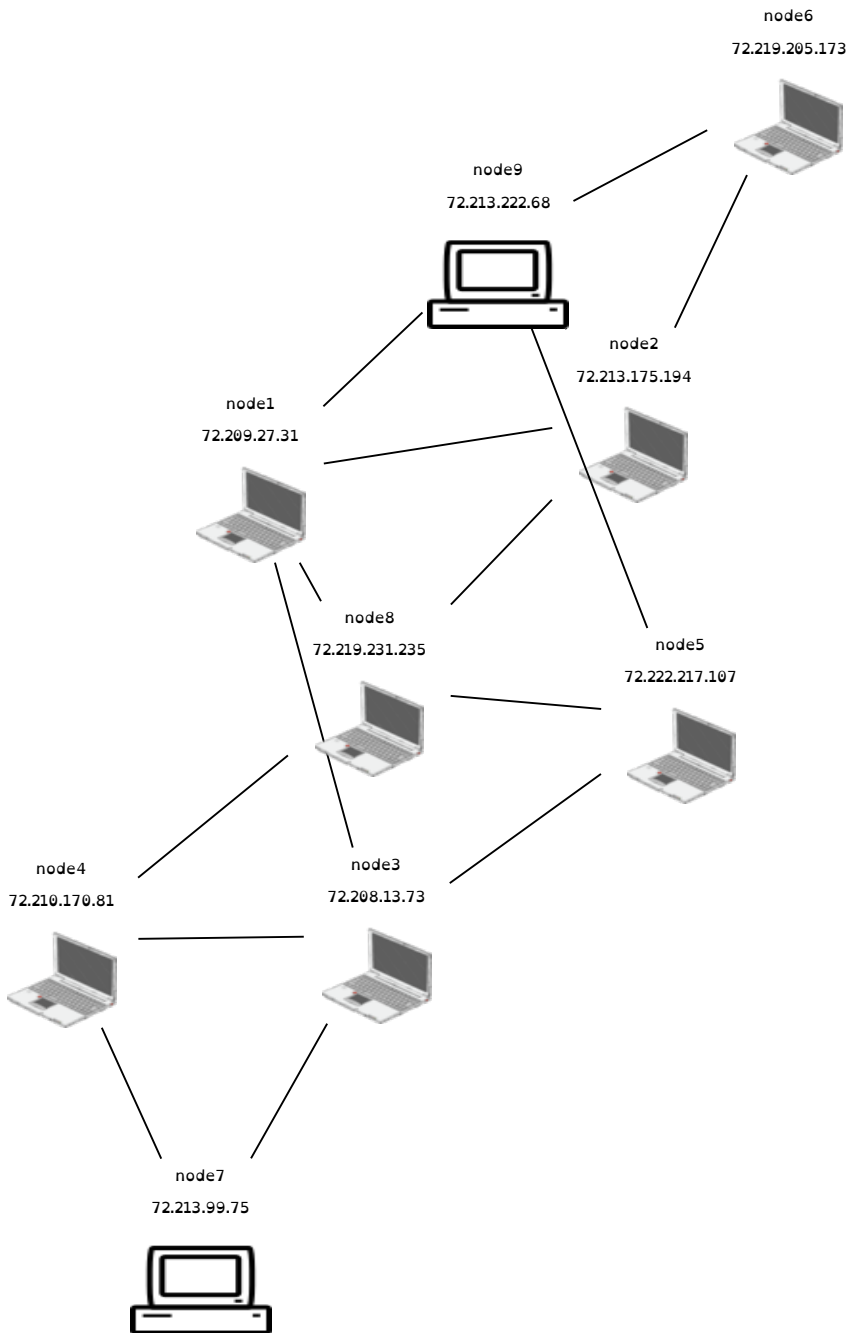 node6
72.219.205.173
node9
72.213.222.68
node2
72.213.175.194
node1
72.209.27.31
node8
72.219.231.235
node5
72.222.217.107
node4
72.210.170.81
node3
72.208.13.73
node7
72.213.99.75